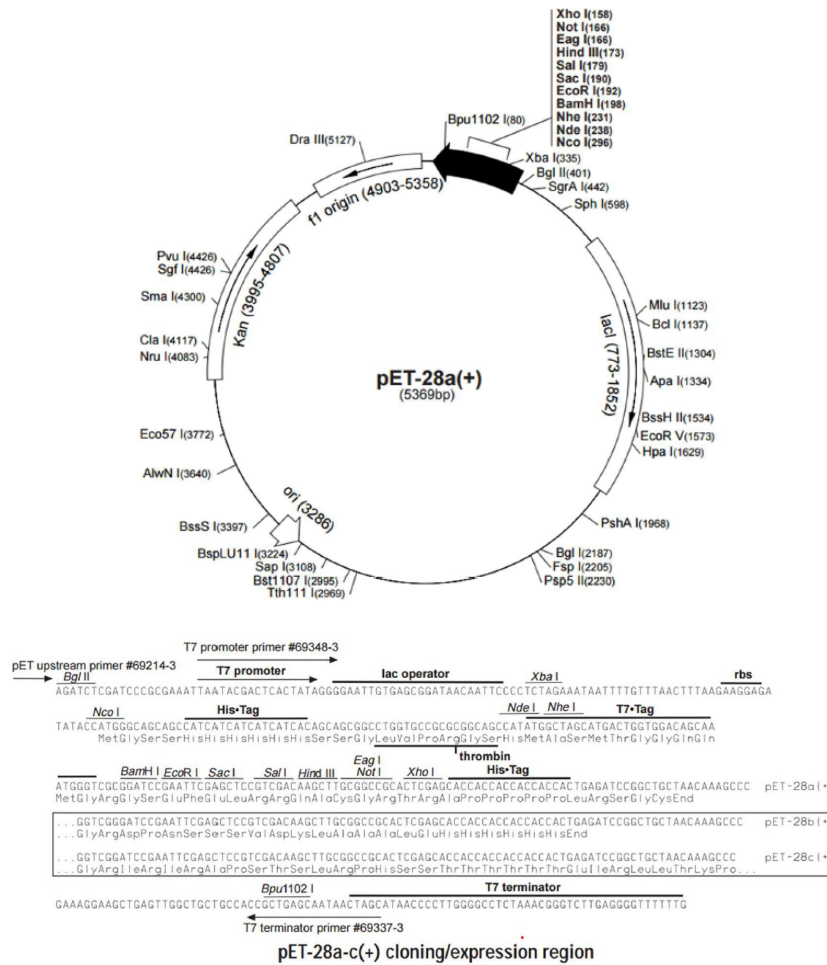 Xho I(158)
Not I(166)
Eag I(166)
Hind III(173)
Sal I(179)
Sac I(190)
EcoR I(192)
BamH I(198)
Nhe I(231)
Nde I(238)
Nco I(296)
Bpu1102 I(80)
Dra III(5127)
Xba I(335)
Bgl II(401)
SgrA I(442)
Sph I(598)
f1 origin (4903-5358)
Pvu I(4426)
Sgf I(4426)
Sma I(4300)
Kan (3995-4807)
Cla I(4117)
Nru I(4083)
Mlu I(1123)
Bcl I(1137)
BstE II(1304)
Apa I(1334)
lacI (773-1852)
BssH II(1534)
EcoR V(1573)
Hpa I(1629)
pET-28a(+)
(5369bp)
Eco57 I(3772)
AlwN I(3640)
ori (3286)
BssS I(3397)
PshA I(1968)
BspLU11 I(3224)
Sap I(3108)
Bst1107 I(2995)
Tth111 I(2969)
Bgl I(2187)
Fsp I(2205)
Psp5 II(2230)
T7 promoter primer #69348-3
pET upstream primer #69214-3
Bgl II T7 promoter lac operator Xba I rbs
AGATCTCGATCCCGCGAAATTAATACGACTCACTATAGGGGAATTGTGAGCGGATAACAATTCCCCTCTAGAAATAATTTTGTTTAACTTTAAGAAGGAGA
Nco I His•Tag Nde I Nhe I T7•Tag
TATACCATGGGCAGCAGCCATCATCATCATCATCACAGCAGCGGCCTGGTGCCGCGCGGCAGCCATATGGCTAGCATGACTGGTGGACAGCAA
MetGlySerSerHisHisHisHisHisHisSerSerGlyLeuValProArgGlySerHisMetAlaSerMetThrGlyGlyGlnGln
thrombin
BamH I EcoR I Sac I Sal I Hind III Eag I Not I Xho I His•Tag
ATGGGTCGCGGATCCGAATTCGAGCTCCGTCGACAAGCTTGCGGCCGCACTCGAGCACCACCACCACCACCACTGAGATCCGGCTGCTAACAAAGCCC pET-28a(+
MetGlyArgGlySerGluPheGluLeuArgArgGlnAlaCysGlyArgThrArgAlaProProProProProLeuArgSerGlyCysEnd
...GGTCGGGATCCGAATTCGAGCTCCGTCGACAAGCTTGCGGCCGCACTCGAGCACCACCACCACCACCACTGAGATCCGGCTGCTAACAAAGCCC pET-28b(+
...GlyArgAspProAsnSerSerSerValAspLysLeuAlaAlaAlaLeuGluHisHisHisHisHisHisEnd
...GGTCGGATCCGAATTCGAGCTCCGTCGACAAGCTTGCGGCCGCACTCGAGCACCACCACCACCACCACTGAGATCCGGCTGCTAACAAAGCCC pET-28c(+
...GlyArgIleArgIleArgAlaProSerThrSerLeuArgProHisSerSerThrThrThrThrThrThrGluIleArgLeuLeuThrLysPro...
Bpu1102 I T7 terminator
GAAAGGAAGCTGAGTTGGCTGCTGCCACCGCTGAGCAATAACTAGCATAACCCCTTGGGGCCTCTAAACGGGTCTTGAGGGGTTTTTTG
T7 terminator primer #69337-3
pET-28a-c(+) cloning/expression region